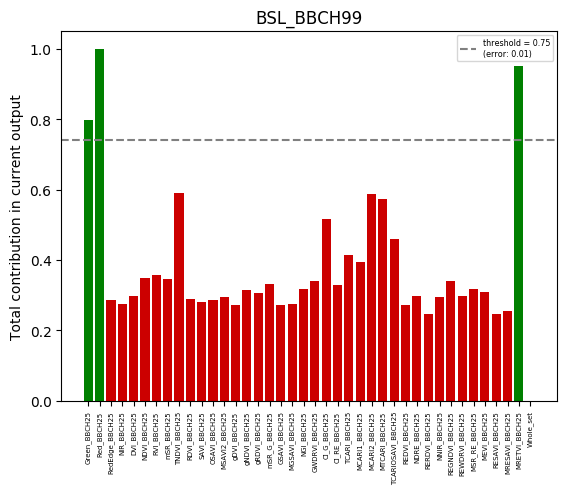 BSL_BBCH99
threshold = 0.75
(error: 0.01)
Total contribution in current output
1.0
0.8
0.6
0.4
0.2
0.0
Green_BBCH25
Red_BBCH25
RedEdge_BBCH25
NIR_BBCH25
DVI_BBCH25
NDVI_BBCH25
RVI_BBCH25
mSR_BBCH25
TNDVI_BBCH25
RDVI_BBCH25
SAVI_BBCH25
OSAVI_BBCH25
MSAVI2_BBCH25
gDVI_BBCH25
gNDVI_BBCH25
gRDVI_BBCH25
mSR_G_BBCH25
GSAVI_BBCH25
MGSAVI_BBCH25
NGI_BBCH25
GWDRVI_BBCH25
CI_G_BBCH25
CI_RE_BBCH25
TCARI_BBCH25
MCARI1_BBCH25
MCARI2_BBCH25
MTCARI_BBCH25
TCARIOSAVI_BBCH25
REDVI_BBCH25
NDRE_BBCH25
RERDVI_BBCH25
NNIR_BBCH25
REGNDVI_BBCH25
REWDRVI_BBCH25
MSR_RE_BBCH25
MEVI_BBCH25
RESAVI_BBCH25
MRESAVI_BBCH25
MRETVI_BBCH25
Whole_set